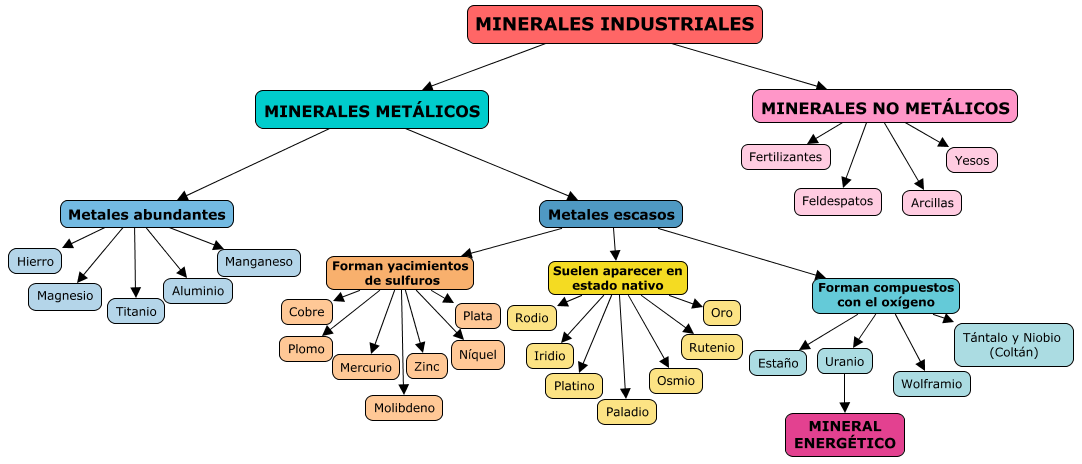 MINERALES INDUSTRIALES
MINERALES METÁLICOS
MINERALES NO METÁLICOS
Fertilizantes
Yesos
Feldespatos
Arcillas
Metales abundantes
Metales escasos
Hierro
Manganeso
Magnesio
Aluminio
Titanio
Forman yacimientos
de sulfuros
Suelen aparecer en
estado nativo
Forman compuestos
con el oxígeno
Cobre
Plata
Plomo
Níquel
Mercurio
Zinc
Molibdeno
Rodio
Oro
Iridio
Rutenio
Platino
Osmio
Paladio
Estaño
Uranio
Tántalo y Niobio
(Coltán)
Wolframio
MINERAL
ENERGÉTICO